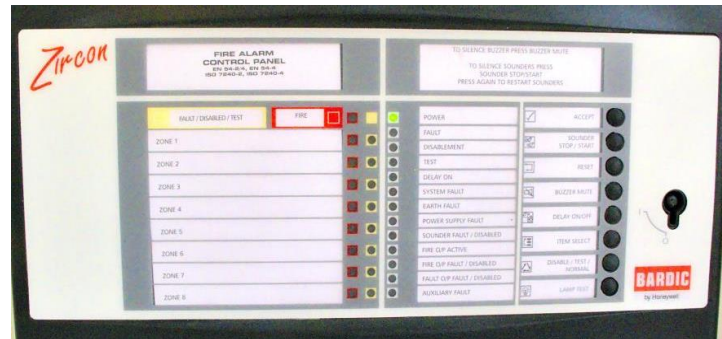 Zircon
FIRE ALARM
CONTROL PANEL
EN 54-2/4, EN 54-4
ISO 7240-2, ISO 7240-4
TO SILENCE BUZZER PRESS BUZZER MUTE
TO SILENCE SOUNDERS PRESS
SOUNDER STOP/START
PRESS AGAIN TO RESTART SOUNDERS
FAULT / DISABLED / TEST
FIRE
ZONE 1
ZONE 2
ZONE 3
ZONE 4
ZONE 5
ZONE 6
ZONE 7
ZONE 8
POWER
FAULT
DISABLEMENT
TEST
DELAY ON
SYSTEM FAULT
EARTH FAULT
POWER SUPPLY FAULT
SOUNDER FAULT / DISABLED
FIRE O/P ACTIVE
FIRE O/P FAULT / DISABLED
FAULT O/P FAULT / DISABLED
AUXILIARY FAULT
ACCEPT
SOUNDER
STOP / START
RESET
BUZZER MUTE
DELAY ON/OFF
ITEM SELECT
DISABLE / TEST /
NORMAL
LAMP TEST
I
O
BARDIC
by Honeywell